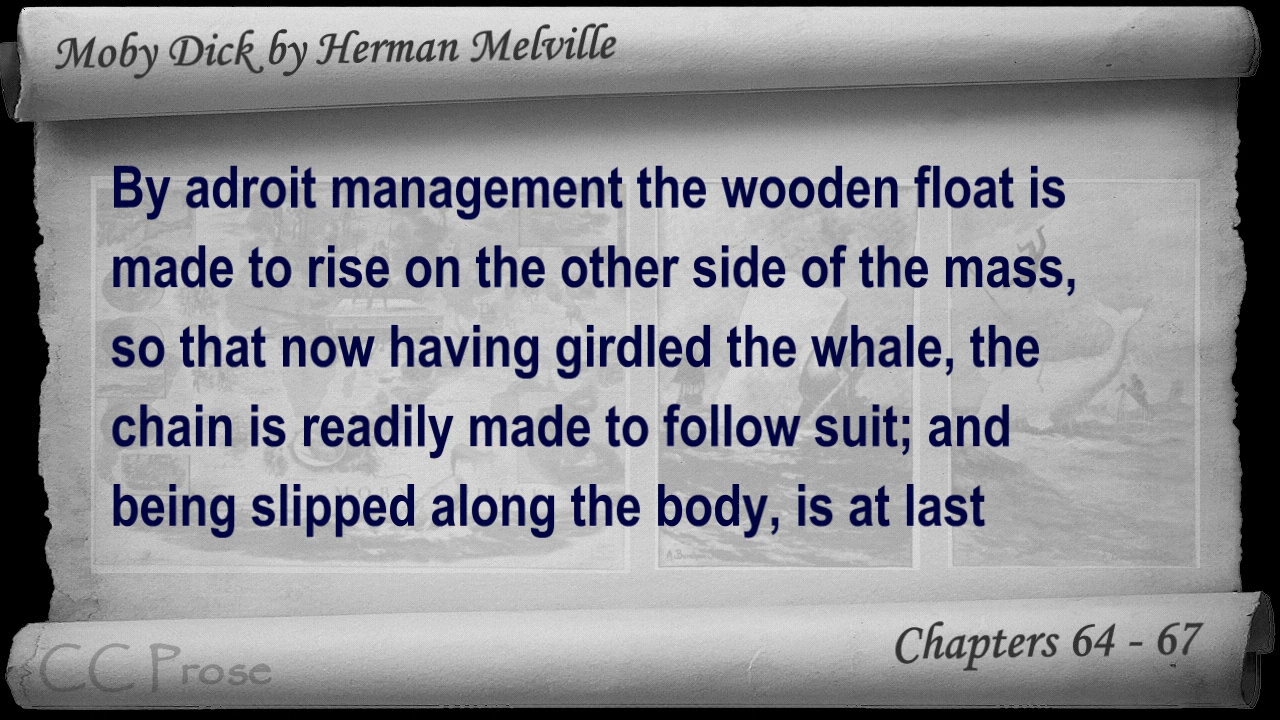 Moby Dick by Herman Melville
By adroit management the wooden float is
made to rise on the other side of the mass,
so that now having girdled the whale, the
chain is readily made to follow suit; and
being slipped along the body, is at last
Chapters 64 - 67
CC Prose